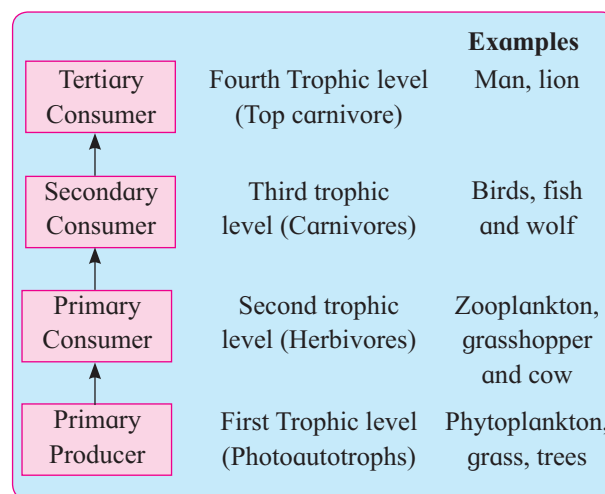 Examples
Tertiary Fourth Trophic level Man, lion
Consumer (Top carnivore)
Secondary Third trophic Birds, fish
Consumer level (Carnivores) and wolf
Primary Second trophic Zooplankton,
Consumer level (Herbivores) grasshopper
and cow
Primary First Trophic level Phytoplankton,
Producer (Photoautotrophs) grass, trees